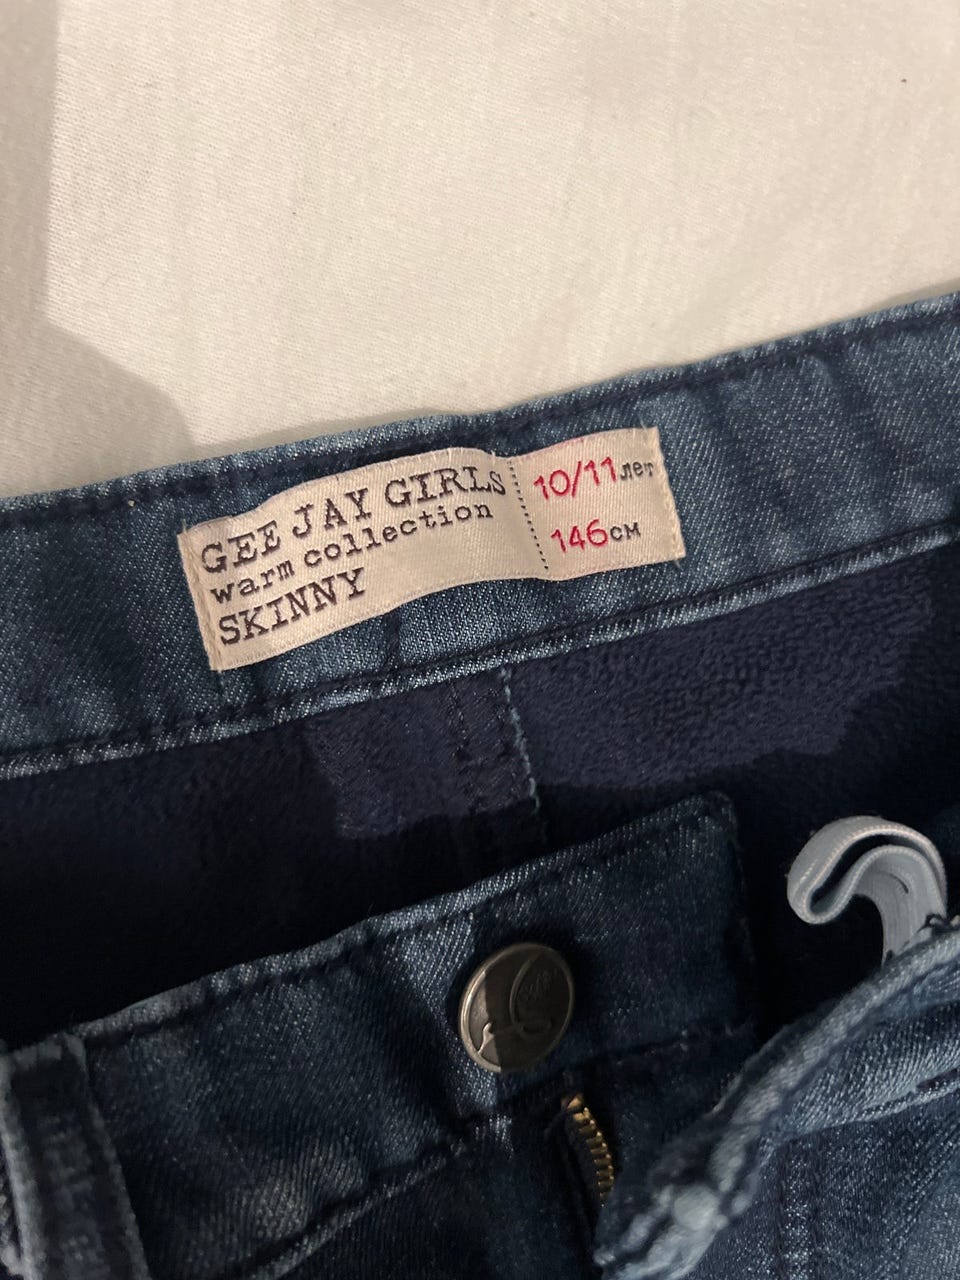 GEE JAY GIRLS
warm collection
SKINNY
10/11лет
146см